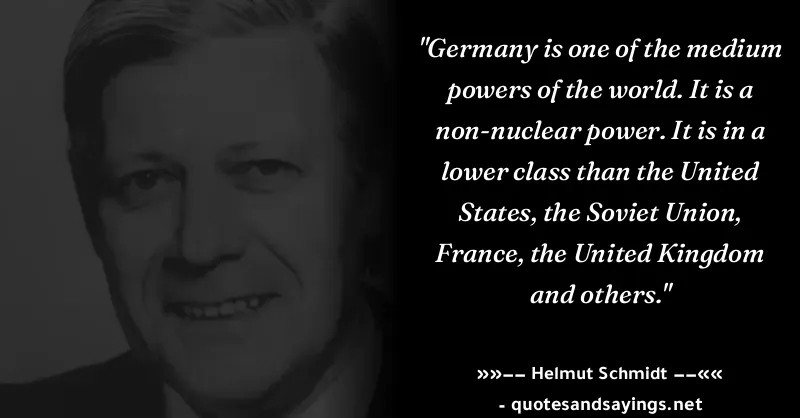 "Germany is one of the medium
powers of the world. It is a
non-nuclear power. It is in a
lower class than the United
States, the Soviet Union,
France, the United Kingdom
and others."
»»−− Helmut Schmidt −−««
- quotesandsayings.net